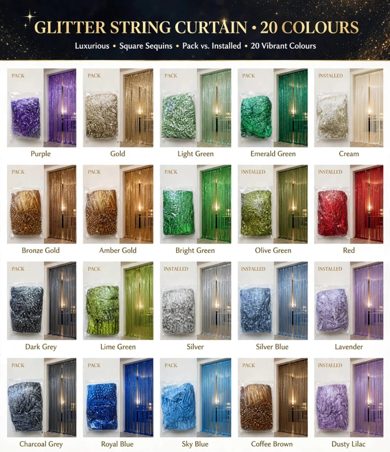 GLITTER STRING CURTAIN • 20 COLOURS
Luxurious • Square Sequins • Pack vs. Installed • 20 Vibrant Colours
PACK PACK PACK PACK INSTALLED
Purple Gold Light Green Emerald Green Cream
PACK PACK PACK INSTALLED INSTALLED
Bronze Gold Amber Gold Bright Green Olive Green Red
PACK PACK INSTALLED INSTALLED INSTALLED
Dark Grey Lime Green Silver Silver Blue Lavender
PACK PACK PACK PACK INSTALLED
Charcoal Grey Royal Blue Sky Blue Coffee Brown Dusty Lilac